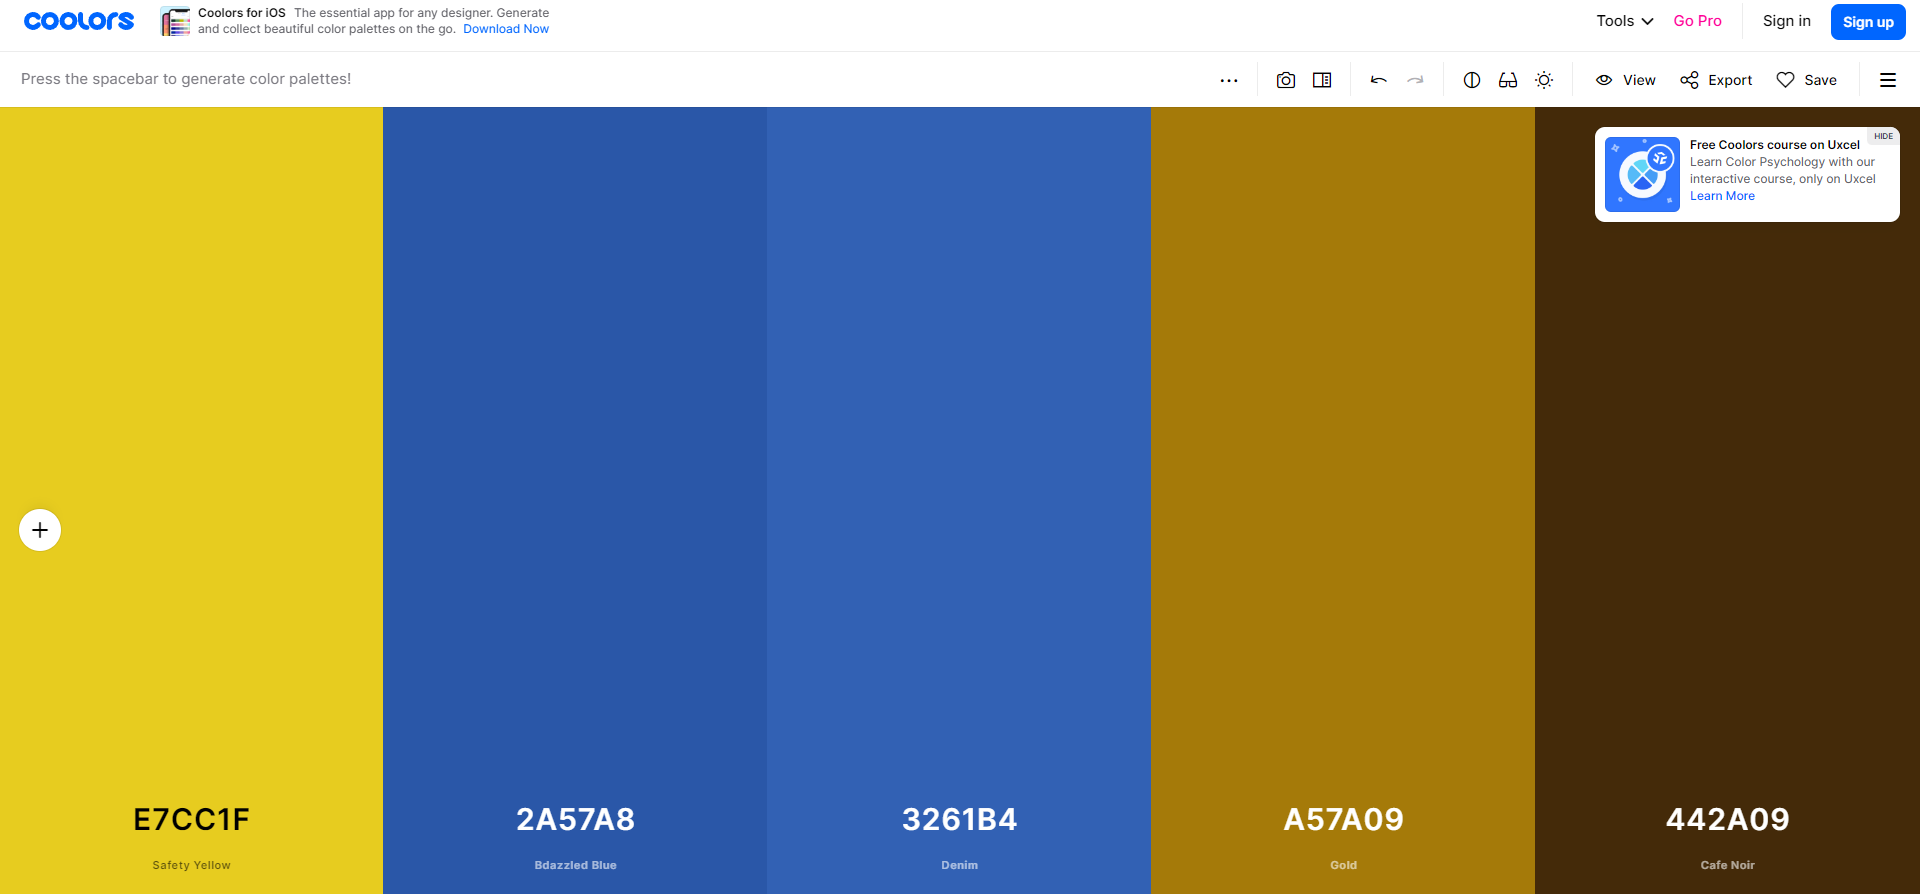 coolors
Coolors for iOS The essential app for any designer. Generate
and collect beautiful color palettes on the go. Download Now
Tools
Go Pro
Sign in
Sign up
Press the spacebar to generate color palettes!
View
Export
Save
HIDE
Free Coolors course on Uxcel
Learn Color Psychology with our
interactive course, only on Uxcel
Learn More
E7CC1F
Safety Yellow
2A57A8
Bdazzled Blue
3261B4
Denim
A57A09
Gold
442A09
Cafe Noir